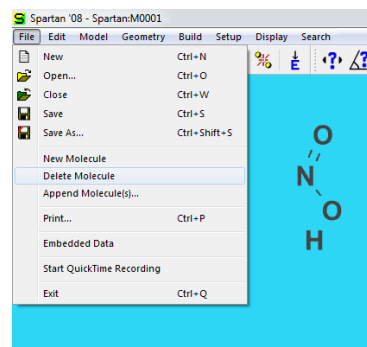 Spartan '08 - Spartan:M0001
File Edit Model Geometry Build Setup Display Search
New Ctrl+N
Open... Ctrl+O
Close Ctrl+W
Save Ctrl+S
Save As... Ctrl+Shift+S
New Molecule
Delete Molecule
Append Molecule(s)...
Print... Ctrl+P
Embedded Data
Start QuickTime Recording
Exit Ctrl+Q
E ? ?
O
N
O
H